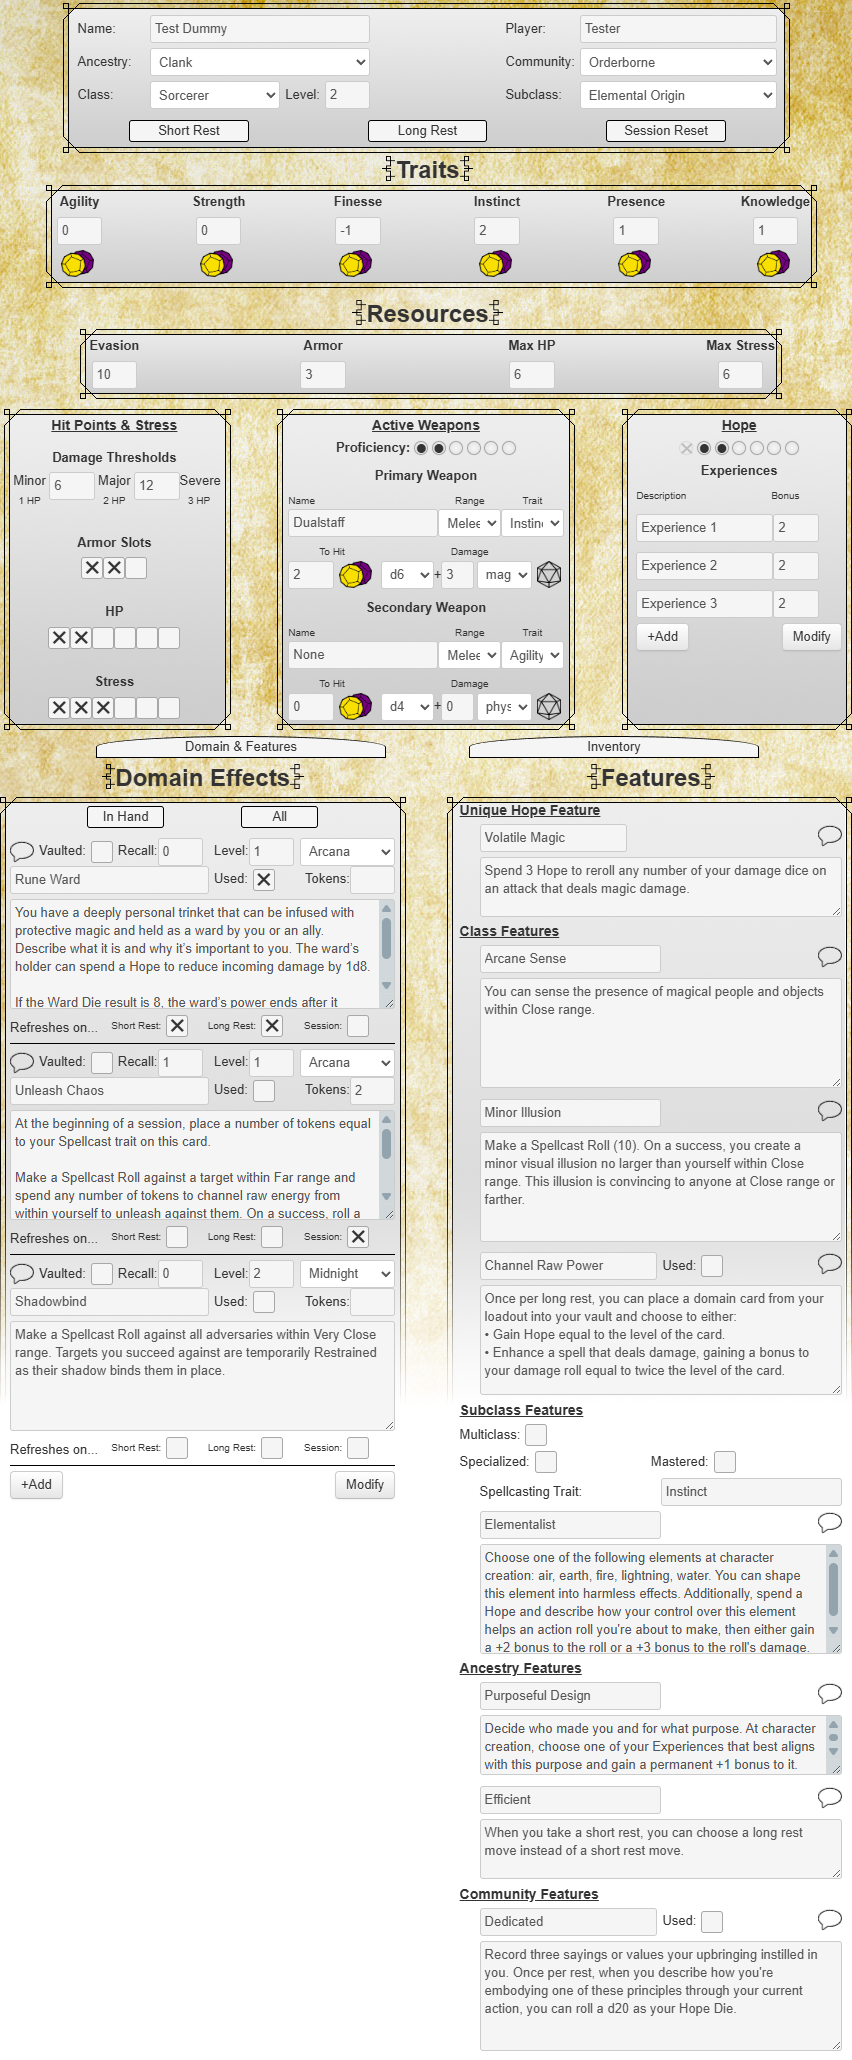 Name: Test Dummy Player: Tester
Ancestry: Clank Community: Orderborne
Class: Sorcerer Level: 2 Subclass: Elemental Origin
Short Rest Long Rest Session Reset
Traits
Agility Strength Finesse Instinct Presence Knowledge
0 0 -1 2 1 1
Resources
Evasion Armor Max HP Max Stress
10 3 6 6
Hit Points & Stress
Damage Thresholds
Minor 6 Major 12 Severe
1 HP 2 HP 3 HP
Armor Slots
HP
Stress
Active Weapons
Proficiency:
Primary Weapon
Name Range Trait
Dualstaff Melee Instinc
To Hit Damage
2 d6 + 3 mag
Secondary Weapon
Name Range Trait
None Melee Agility
To Hit Damage
0 d4 + 0 phys
Hope
Experiences
Description Bonus
Experience 1 2
Experience 2 2
Experience 3 2
+Add Modify
Domain & Features Inventory
Domain Effects
In Hand All
Vaulted: Recall: 0 Level: 1 Arcana
Rune Ward Used: Tokens:
You have a deeply personal trinket that can be infused with
protective magic and held as a ward by you or an ally.
Describe what it is and why it's important to you. The ward's
holder can spend a Hope to reduce incoming damage by 1d8.
If the Ward Die result is 8, the ward's power ends after it
Refreshes on... Short Rest: Long Rest: Session:
Vaulted: Recall: 1 Level: 1 Arcana
Unleash Chaos Used: Tokens: 2
At the beginning of a session, place a number of tokens equal
to your Spellcast trait on this card.
Make a Spellcast Roll against a target within Far range and
spend any number of tokens to channel raw energy from
within yourself to unleash against them. On a success, roll a
Refreshes on... Short Rest: Long Rest: Session:
Vaulted: Recall: 0 Level: 2 Midnight
Shadowbind Used: Tokens:
Make a Spellcast Roll against all adversaries within Very Close
range. Targets you succeed against are temporarily Restrained
as their shadow binds them in place.
Refreshes on... Short Rest: Long Rest: Session:
+Add Modify
Features
Unique Hope Feature
Volatile Magic
Spend 3 Hope to reroll any number of your damage dice on
an attack that deals magic damage.
Class Features
Arcane Sense
You can sense the presence of magical people and objects
within Close range.
Minor Illusion
Make a Spellcast Roll (10). On a success, you create a
minor visual illusion no larger than yourself within Close
range. This illusion is convincing to anyone at Close range or
farther.
Channel Raw Power Used:
Once per long rest, you can place a domain card from your
loadout into your vault and choose to either:
• Gain Hope equal to the level of the card.
• Enhance a spell that deals damage, gaining a bonus to
your damage roll equal to twice the level of the card.
Subclass Features
Multiclass:
Specialized: Mastered:
Spellcasting Trait: Instinct
Elementalist
Choose one of the following elements at character
creation: air, earth, fire, lightning, water. You can shape
this element into harmless effects. Additionally, spend a
Hope and describe how your control over this element
helps an action roll you're about to make, then either gain
a +2 bonus to the roll or a +3 bonus to the roll's damage.
Ancestry Features
Purposeful Design
Decide who made you and for what purpose. At character
creation, choose one of your Experiences that best aligns
with this purpose and gain a permanent +1 bonus to it.
Efficient
When you take a short rest, you can choose a long rest
move instead of a short rest move.
Community Features
Dedicated Used:
Record three sayings or values your upbringing instilled in
you. Once per rest, when you describe how you're
embodying one of these principles through your current
action, you can roll a d20 as your Hope Die.